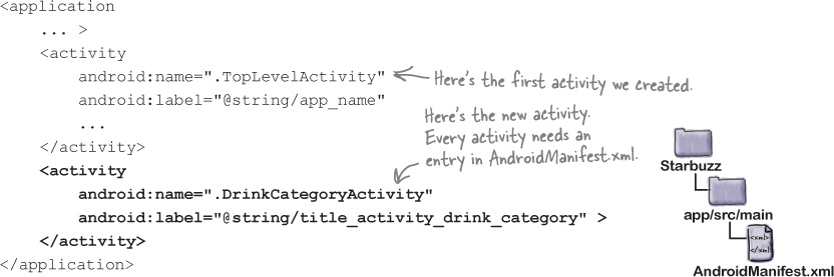 <application
... >
<activity
android:name=".TopLevelActivity"
Here's the first activity we created.
android:label="@string/app_name"
...
Here's the new activity.
Every activity needs an
entry in AndroidManifest.xml.
</activity>
<activity
android:name=".DrinkCategoryActivity"
android:label="@string/title_activity_drink_category" >
</activity>
</application>
Starbuzz
app/src/main
<xml>
</xml>
AndroidManifest.xml